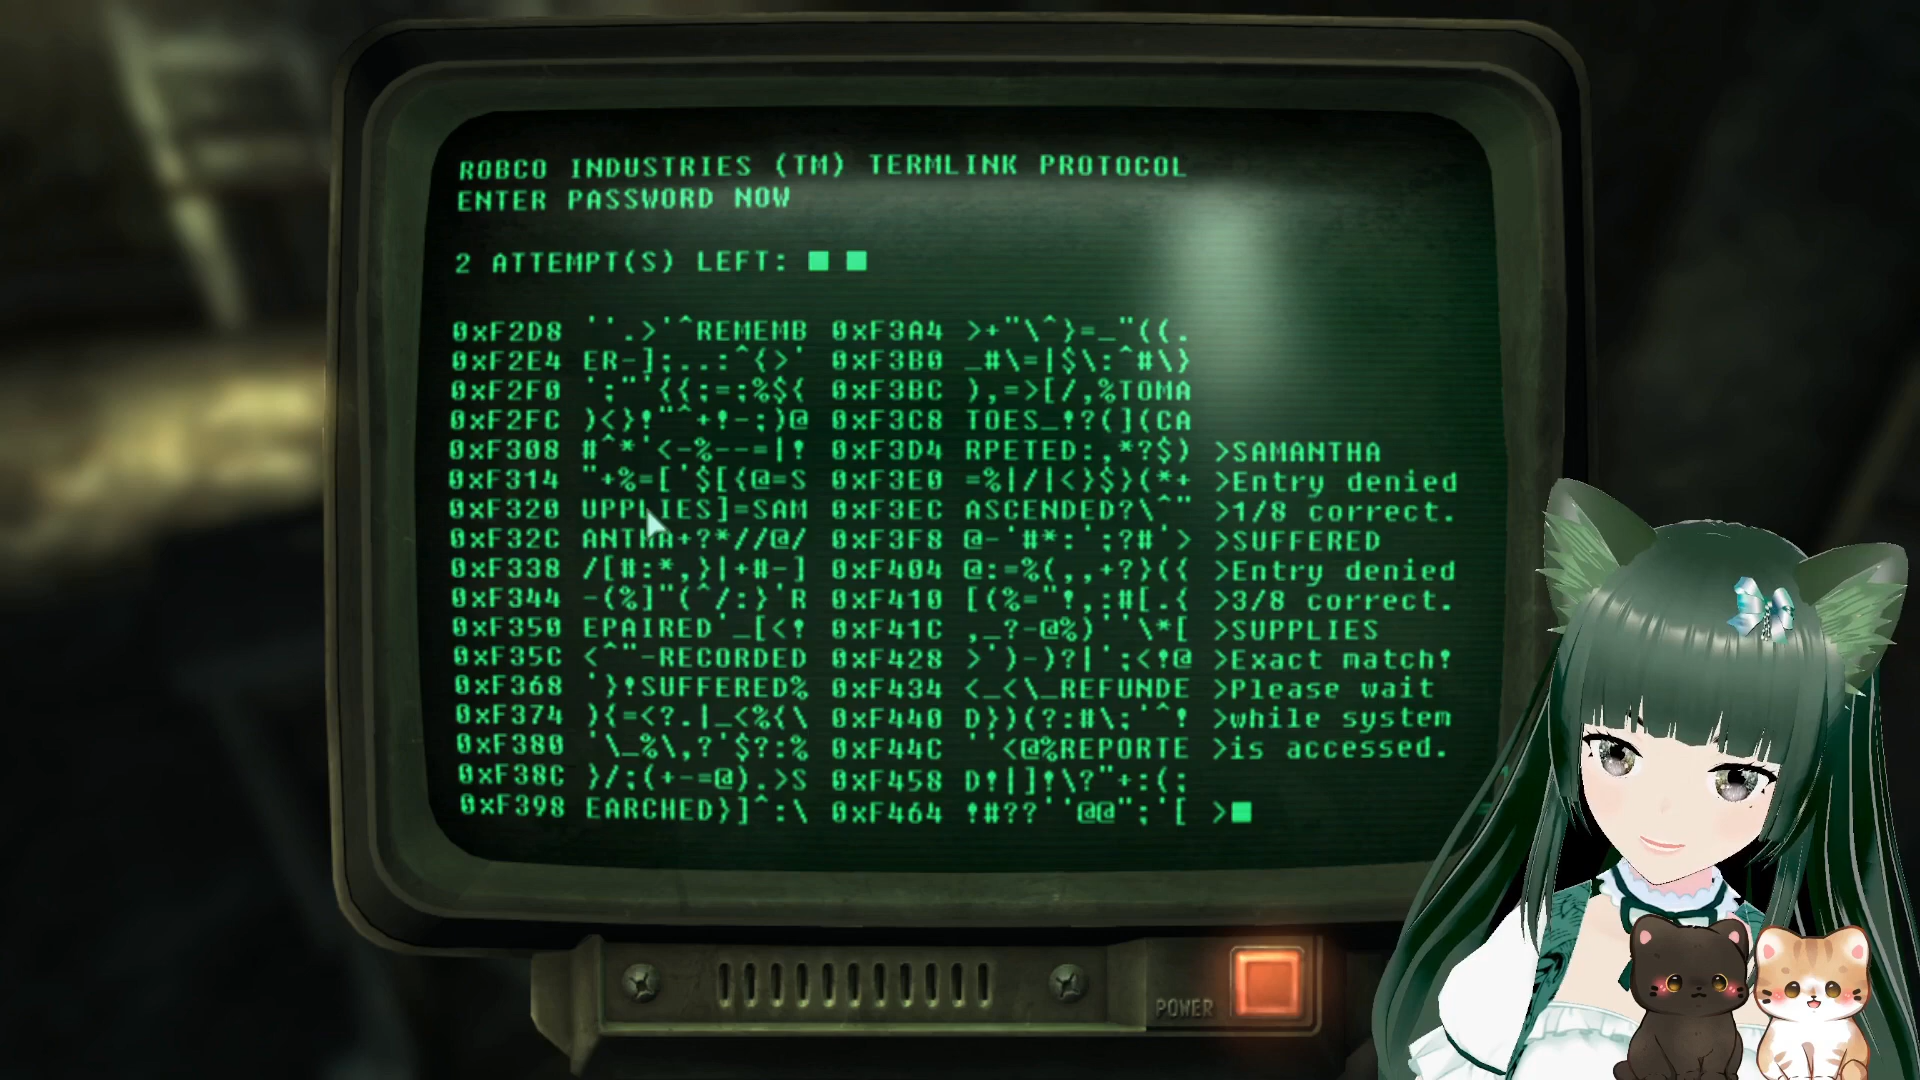 ROBCO INDUSTRIES (TM) TERMLINK PROTOCOL
ENTER PASSWORD NOW
2 ATTEMPT(S) LEFT: ■ ■
0xF2D8 ''.>'^REMEMB 0xF3A4 >+"\^}=_"((.
0xF2E4 ER-];..:^{>' 0xF3B0 _#\=|$\:^#\}
0xF2F0 ';"'{{:=:%${ 0xF3BC ),=>[/,%TOMA
0xF2FC )<}!"^+!-;)@ 0xF3C8 TOES_!?(](CA
0xF308 #^*'<-%--=|! 0xF3D4 RPETED:,*?$) >SAMANTHA
0xF314 "+%=['$[{@=S 0xF3E0 =%|/|<}$}(*+ >Entry denied
0xF320 UPPLIES]=SAM 0xF3EC ASCENDED?\^" >1/8 correct.
0xF32C ANTHA+?*//@/ 0xF3F8 @-'#*:';?#'> >SUFFERED
0xF338 /[#:*,}|+#-] 0xF404 @:=%(,,+?}({ >Entry denied
0xF344 -(%]"(^/:}'R 0xF410 [(%="!,:#[.{ >3/8 correct.
0xF350 EPAIRED'_[<! 0xF41C ,_?-@%)''\*[ >SUPPLIES
0xF35C <^"-RECORDED 0xF428 >')-)?|';<!@ >Exact match!
0xF368 '}!SUFFERED% 0xF434 <_<\_REFUNDE >Please wait
0xF374 ){=<?.|_<%{\ 0xF440 D})(?:#\;'^! >while system
0xF380 '\_%\,?'$?:% 0xF44C ''<@%REPORTE >is accessed.
0xF38C }/;(+-=@).>S 0xF458 D!|]!\?"+:(;
0xF398 EARCHED}]^:\ 0xF464 !#??''@@";'[ >■
POWER